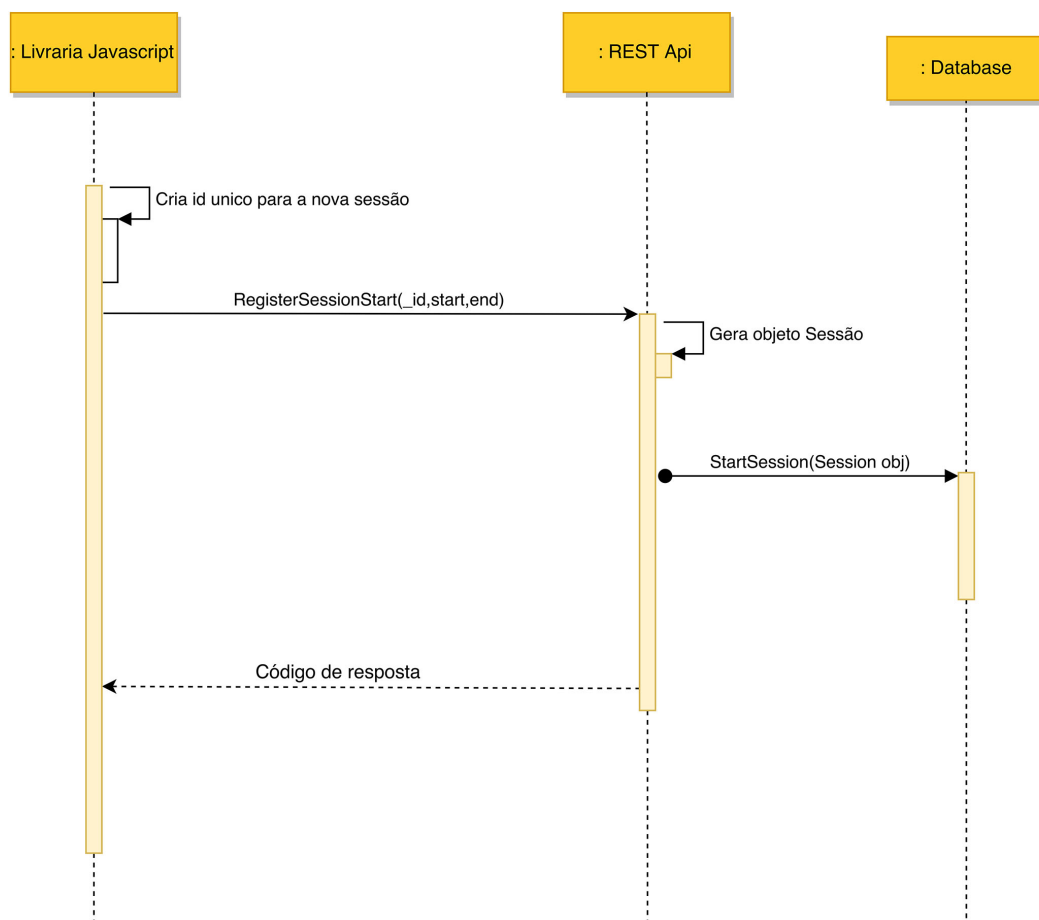 : Livraria Javascript
: REST Api
: Database
Cria id unico para a nova sessão
RegisterSessionStart(_id,start,end)
Gera objeto Sessão
StartSession(Session obj)
Código de resposta